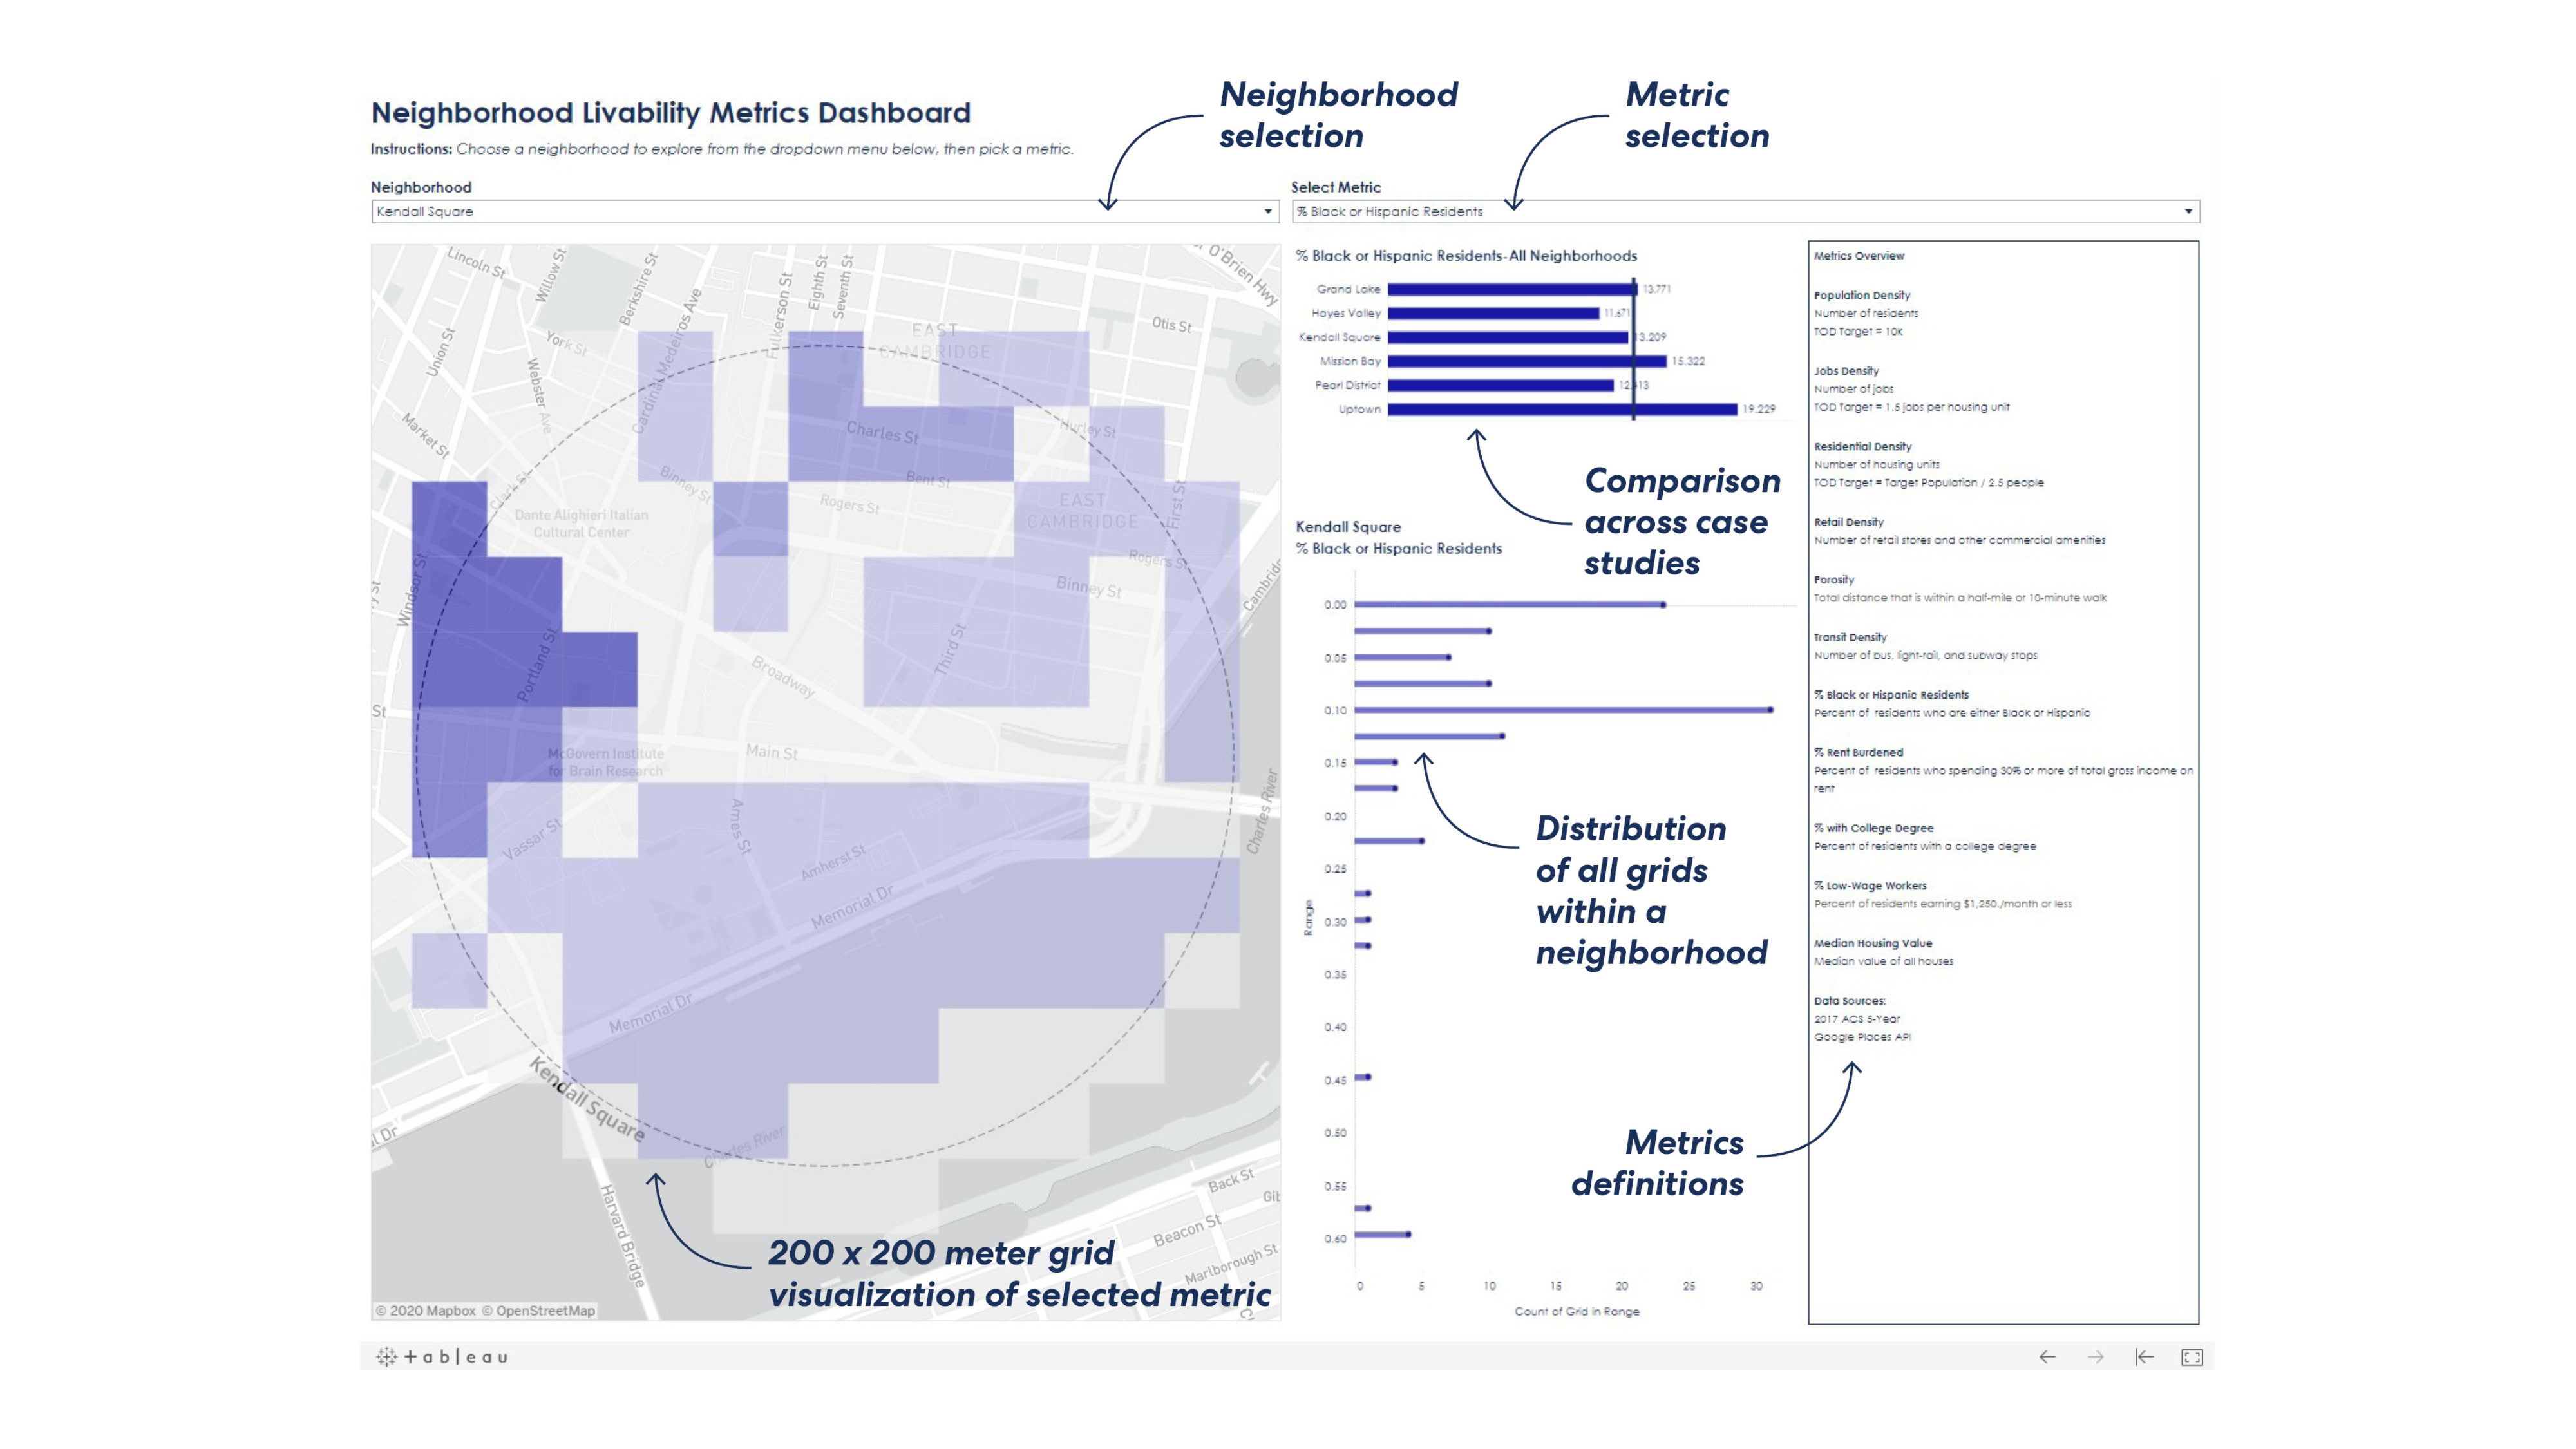 Neighborhood Livability Metrics Dashboard
Instructions: Choose a neighborhood to explore from the dropdown menu below, then pick a metric.
Neighborhood
selection
Metric
selection
Neighborhood
Kendall Square
Select Metric
% Black or Hispanic Residents
Lincoln St
Willow St
Berkshire St
Cardinal Medeiros Ave
Fulkerson St
Eighth St
Seventh St
O'Brien Hwy
Otis St
Union St
York St
Webster Ave
Market St
EAST
CAMBRIDGE
Charles St
Hurley St
Binney St
Bent St
Clark St
Rogers St
EAST
CAMBRIDGE
First St
Dante Alighieri Italian
Cultural Center
Windsor St
Rogers St
Binney St
Portland St
Third St
Broadway
St
McGovern Institute
for Brain Research
Main St
Ames St
Vassar St
Amherst St
Charles River
Memorial Dr
Memorial Dr
Kendall Square
Charles River
Harvard Bridge
Back St
Beacon St
Marlborough St
200 x 200 meter grid
visualization of selected metric
© 2020 Mapbox © OpenStreetMap
% Black or Hispanic Residents-All Neighborhoods
Grand Lake 13.771
Hayes Valley 11.671
Kendall Square 13.209
Mission Bay 15.322
Pearl District
Uptown 19.229
Comparison
across case
studies
Kendall Square
% Black or Hispanic Residents
0.00
0.05
0.10
0.15
0.20
0.25
0.30
0.35
0.40
0.45
0.50
0.55
0.60
Range
0 5 10 15 20 25 30
Count of Grid in Range
Distribution
of all grids
within a
neighborhood
Metrics
definitions
Metrics Overview
Population Density
Number of residents
TOD Target = 10K
Jobs Density
Number of jobs
TOD Target = 1.5 jobs per housing unit
Residential Density
Number of housing units
TOD Target = Target Population / 2.5 people
Retail Density
Number of retail stores and other commercial amenities
Porosity
Total distance that is within a half-mile or 10-minute walk
Transit Density
Number of bus, light-rail, and subway stops
% Black or Hispanic Residents
Percent of residents who are either Black or Hispanic
% Rent Burdened
Percent of residents who spending 30% or more of total gross income on
rent
% with College Degree
Percent of residents with a college degree
% Low-Wage Workers
Percent of residents earning $1,250./month or less
Median Housing Value
Median value of all houses
Data Sources:
2017 ACS 5-Year
Google Places API
+ableau